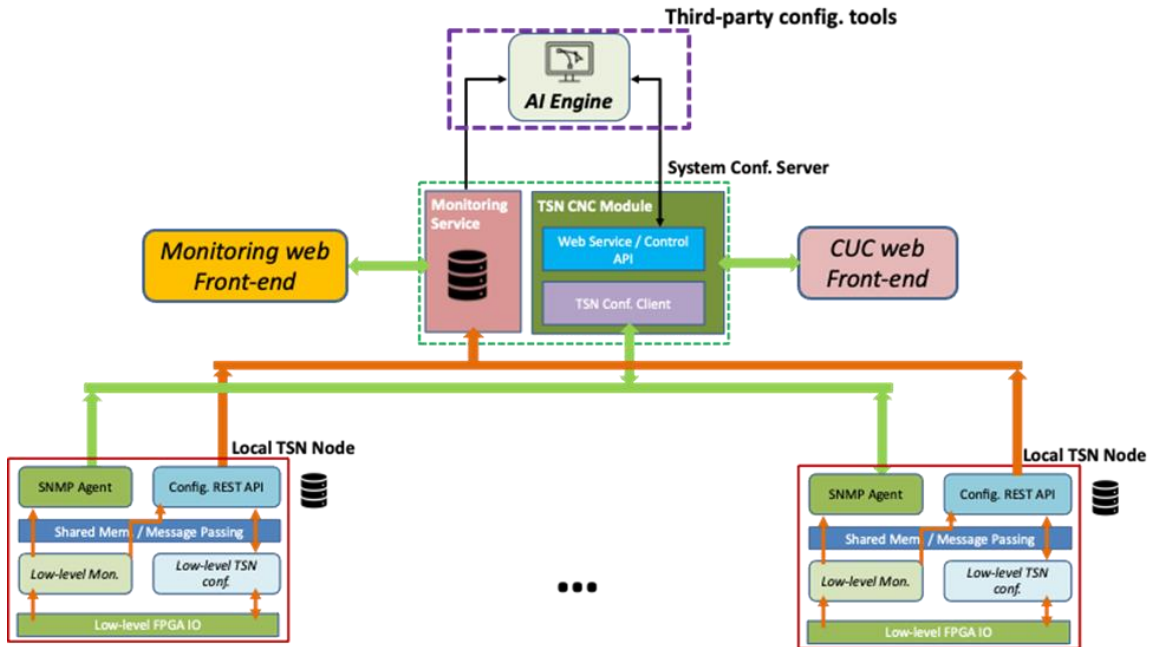 Third-party config. tools
AI Engine
System Conf. Server
Monitoring
Service
TSN CNC Module
Web Service / Control
API
TSN Conf. Client
Monitoring web
Front-end
CUC web
Front-end
Local TSN Node
SNMP Agent
Config. REST API
Shared Mem. / Message Passing
Low-level Mon.
Low-level TSN
conf.
Low-level FPGA IO
...
Local TSN Node
SNMP Agent
Config. REST API
Shared Mem. / Message Passing
Low-level Mon.
Low-level TSN
conf.
Low-level FPGA IO